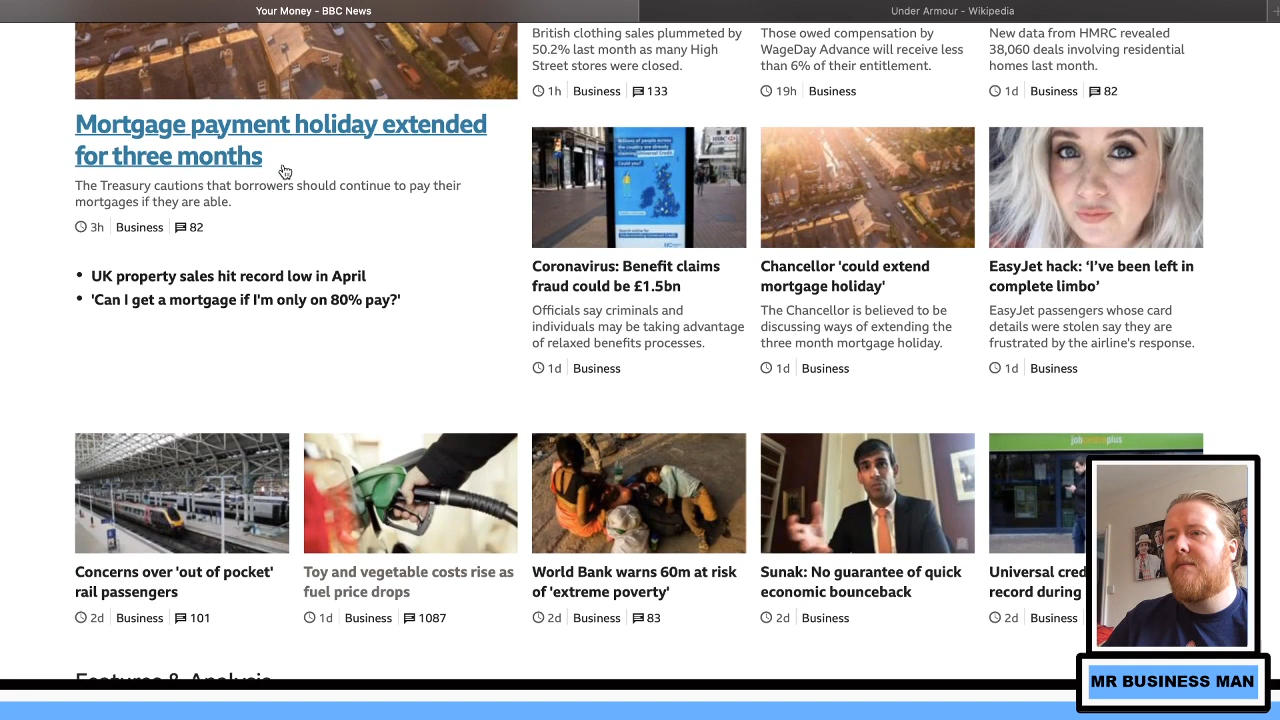 Your Money - BBC News
Under Armour - Wikipedia
British clothing sales plummeted by
50.2% last month as many High
Street stores were closed.
1h Business 133
Those owed compensation by
WageDay Advance will receive less
than 6% of their entitlement.
19h Business
New data from HMRC revealed
38,060 deals involving residential
homes last month.
1d Business 82
Mortgage payment holiday extended
for three months
The Treasury cautions that borrowers should continue to pay their
mortgages if they are able.
3h Business 82
• UK property sales hit record low in April
• 'Can I get a mortgage if I'm only on 80% pay?'
Coronavirus: Benefit claims
fraud could be £1.5bn
Officials say criminals and
individuals may be taking advantage
of relaxed benefits processes.
1d Business
Chancellor 'could extend
mortgage holiday'
The Chancellor is believed to be
discussing ways of extending the
three month mortgage holiday.
1d Business
EasyJet hack: ‘I’ve been left in
complete limbo’
EasyJet passengers whose card
details were stolen say they are
frustrated by the airline's response.
1d Business
Concerns over 'out of pocket'
rail passengers
2d Business 101
Toy and vegetable costs rise as
fuel price drops
1d Business 1087
World Bank warns 60m at risk
of 'extreme poverty'
2d Business 83
Sunak: No guarantee of quick
economic bounceback
2d Business
jobcentreplus
Universal cred
record during
2d Business
Features & Analysis
MR BUSINESS MAN